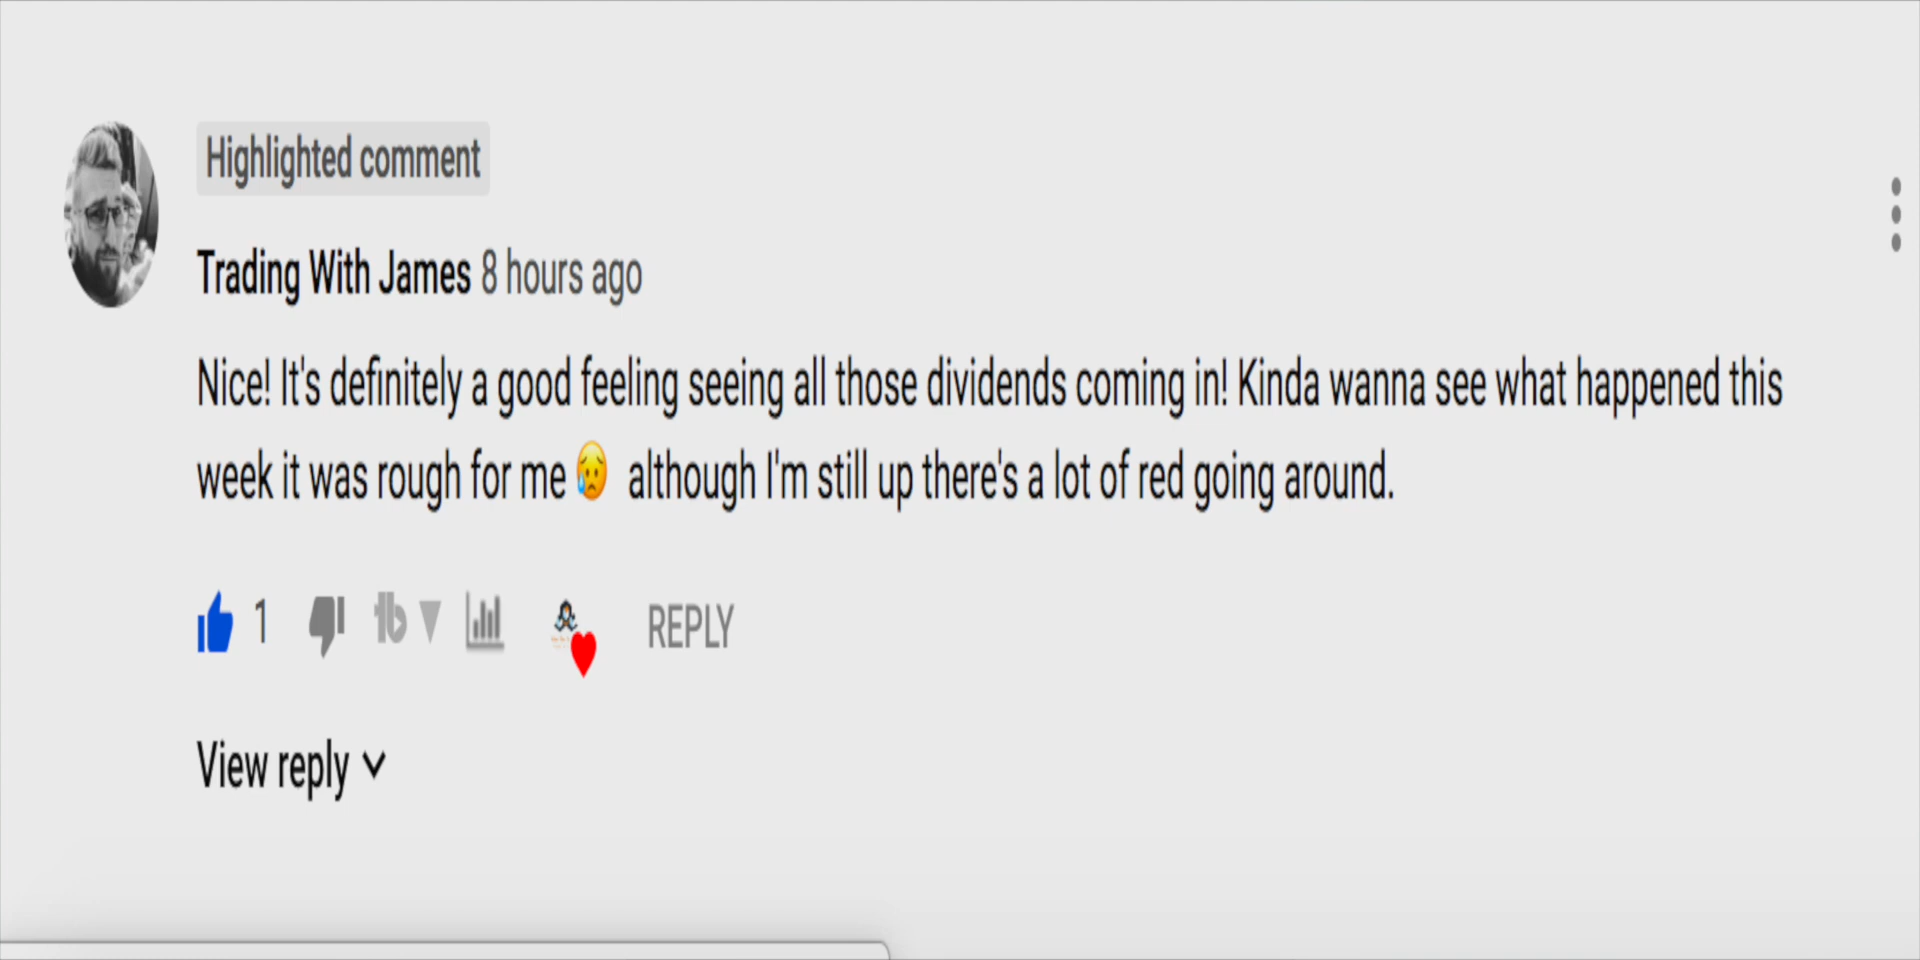 Highlighted comment
Trading With James 8 hours ago
Nice! It's definitely a good feeling seeing all those dividends coming in! Kinda wanna see what happened this
week it was rough for me 😥 although I'm still up there's a lot of red going around.
1 REPLY
View reply